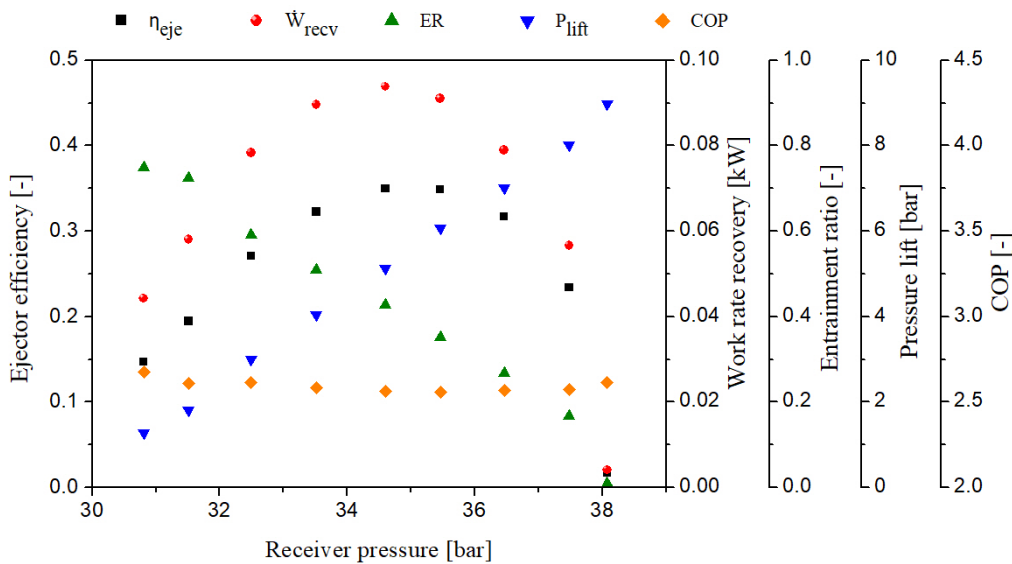 η_eje Ẇ_recv ER P_lift COP
0.5 0.10 1.0 10 4.5
0.4 0.08 0.8 8 4.0
0.3 0.06 0.6 6 3.5
0.2 0.04 0.4 4 3.0
0.1 0.02 0.2 2 2.5
0.0 0.00 0.0 0 2.0
30 32 34 36 38
Ejector efficiency [-]
Work rate recovery [kW]
Entrainment ratio [-]
Pressure lift [bar]
COP [-]
Receiver pressure [bar]